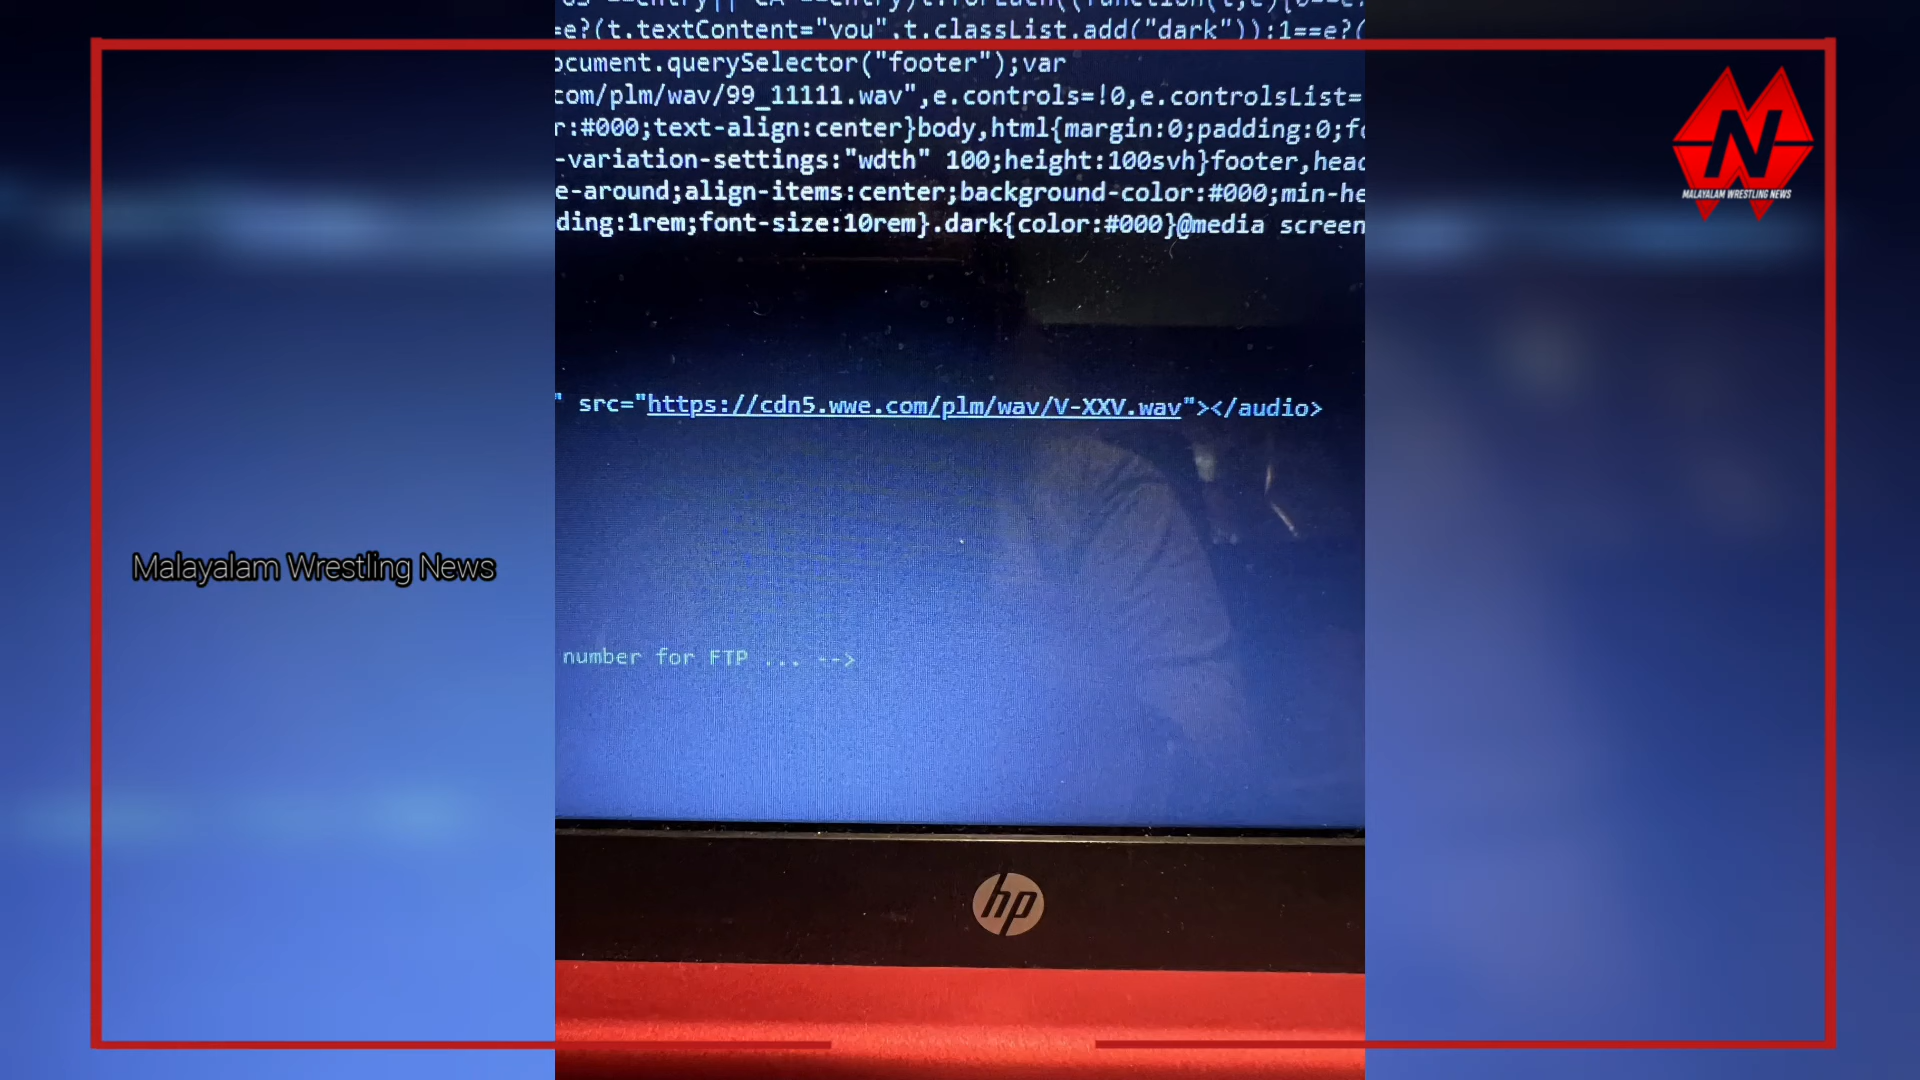 =e?(t.textContent="you",t.classList.add("dark")):1==e?(
ocument.querySelector("footer");var
com/plm/wav/99_11111.wav",e.controls=!0,e.controlsList=
r:#000;text-align:center}body,html{margin:0;padding:0;fo
-variation-settings:"wdth" 100;height:100svh}footer,head
e-around;align-items:center;background-color:#000;min-he
ding:1rem;font-size:10rem}.dark{color:#000}@media screen
" src="https://cdn5.wwe.com/plm/wav/V-XXV.wav"></audio>
number for FTP ... -->
hp
Malayalam Wrestling News
N
MALAYALAM WRESTLING NEWS